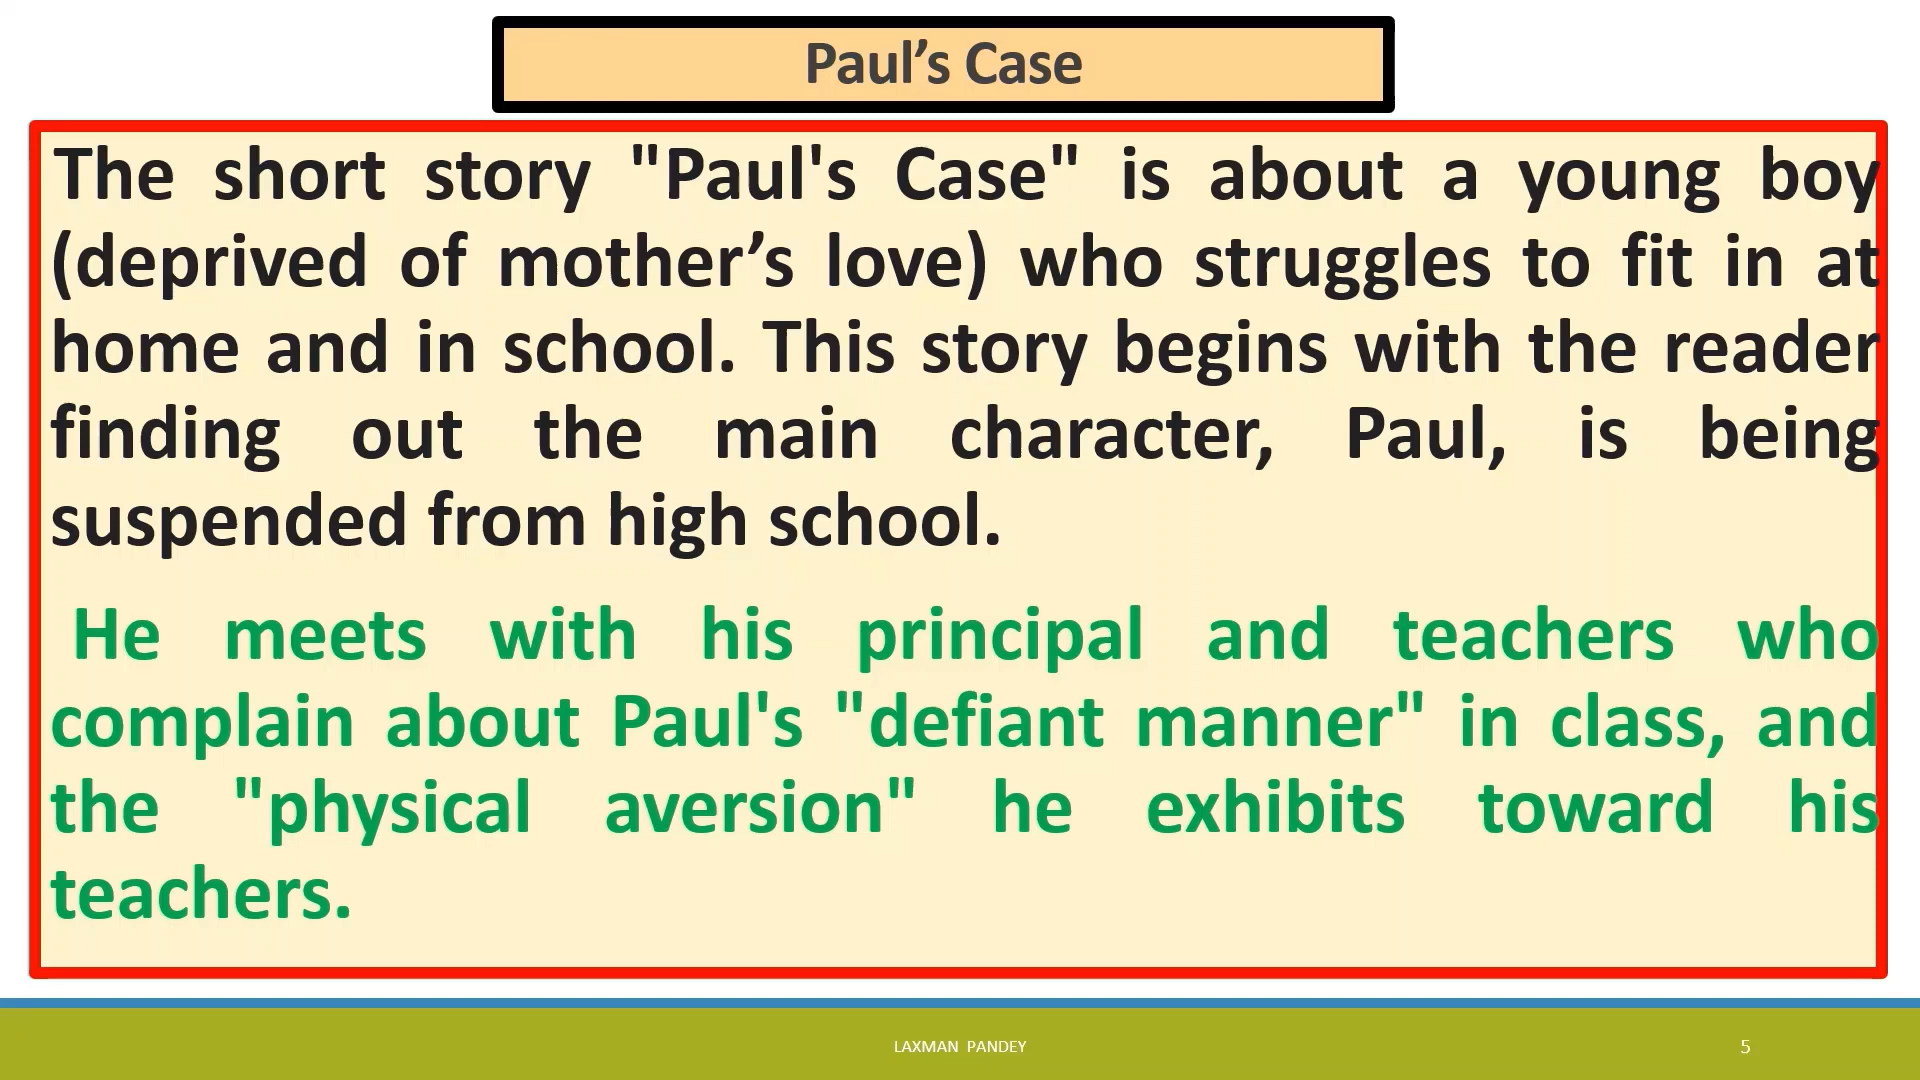 Paul’s Case
The short story "Paul's Case" is about a young boy
(deprived of mother’s love) who struggles to fit in at
home and in school. This story begins with the reader
finding out the main character, Paul, is being
suspended from high school.
He meets with his principal and teachers who
complain about Paul's "defiant manner" in class, and
the "physical aversion" he exhibits toward his
teachers.
LAXMAN PANDEY
5